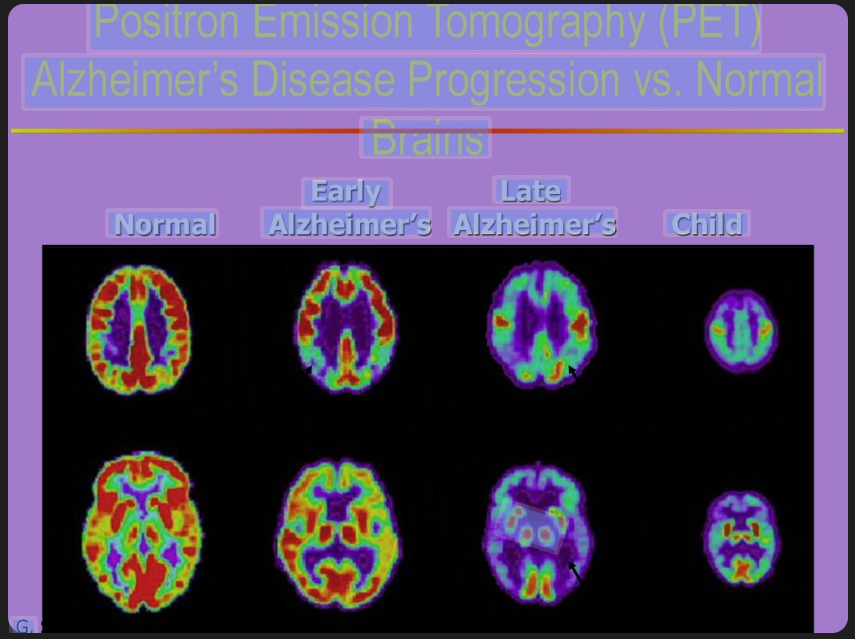 Positron Emission Tomography (PET)
Alzheimer's Disease Progression vs. Normal
Brains
Early
Late
Normal
Alzheimer's
Alzheimer's
Child
G.